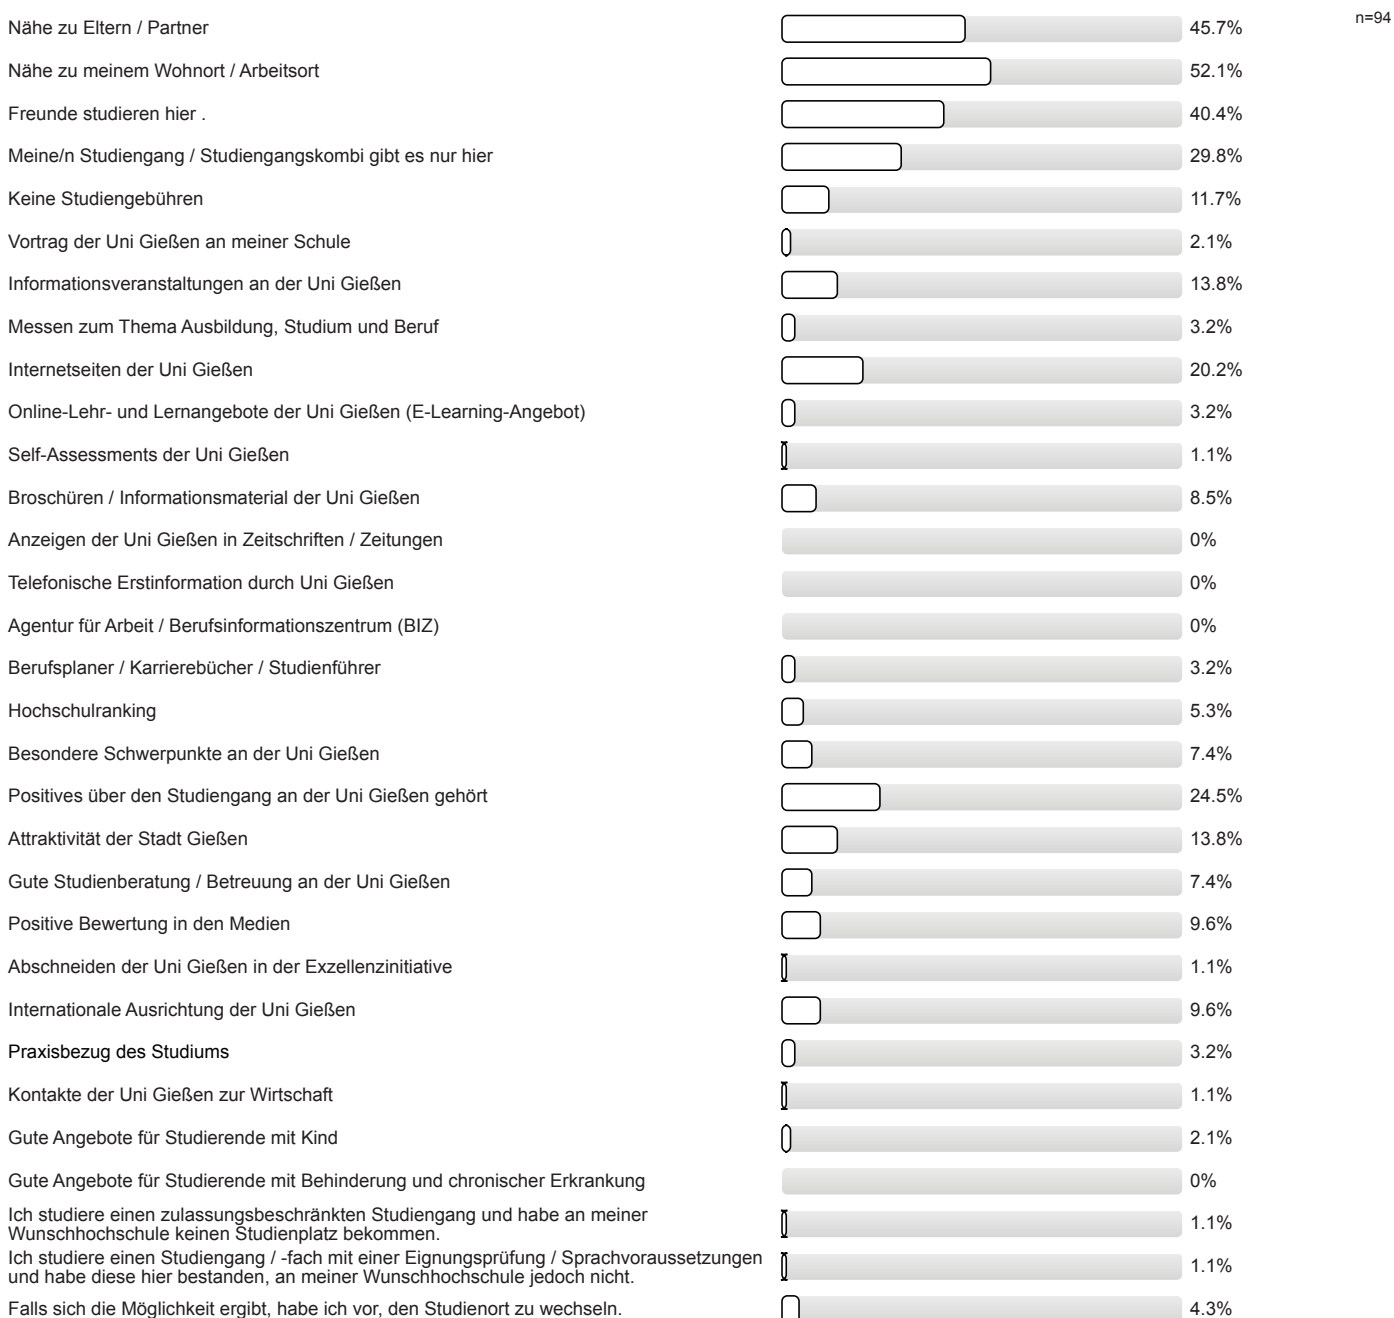 n=94
Nähe zu Eltern / Partner 45.7%
Nähe zu meinem Wohnort / Arbeitsort 52.1%
Freunde studieren hier . 40.4%
Meine/n Studiengang / Studiengangskombi gibt es nur hier 29.8%
Keine Studiengebühren 11.7%
Vortrag der Uni Gießen an meiner Schule 2.1%
Informationsveranstaltungen an der Uni Gießen 13.8%
Messen zum Thema Ausbildung, Studium und Beruf 3.2%
Internetseiten der Uni Gießen 20.2%
Online-Lehr- und Lernangebote der Uni Gießen (E-Learning-Angebot) 3.2%
Self-Assessments der Uni Gießen 1.1%
Broschüren / Informationsmaterial der Uni Gießen 8.5%
Anzeigen der Uni Gießen in Zeitschriften / Zeitungen 0%
Telefonische Erstinformation durch Uni Gießen 0%
Agentur für Arbeit / Berufsinformationszentrum (BIZ) 0%
Berufsplaner / Karrierebücher / Studienführer 3.2%
Hochschulranking 5.3%
Besondere Schwerpunkte an der Uni Gießen 7.4%
Positives über den Studiengang an der Uni Gießen gehört 24.5%
Attraktivität der Stadt Gießen 13.8%
Gute Studienberatung / Betreuung an der Uni Gießen 7.4%
Positive Bewertung in den Medien 9.6%
Abschneiden der Uni Gießen in der Exzellenzinitiative 1.1%
Internationale Ausrichtung der Uni Gießen 9.6%
Praxisbezug des Studiums 3.2%
Kontakte der Uni Gießen zur Wirtschaft 1.1%
Gute Angebote für Studierende mit Kind 2.1%
Gute Angebote für Studierende mit Behinderung und chronischer Erkrankung 0%
Ich studiere einen zulassungsbeschränkten Studiengang und habe an meiner
Wunschhochschule keinen Studienplatz bekommen. 1.1%
Ich studiere einen Studiengang / -fach mit einer Eignungsprüfung / Sprachvoraussetzungen
und habe diese hier bestanden, an meiner Wunschhochschule jedoch nicht. 1.1%
Falls sich die Möglichkeit ergibt, habe ich vor, den Studienort zu wechseln. 4.3%